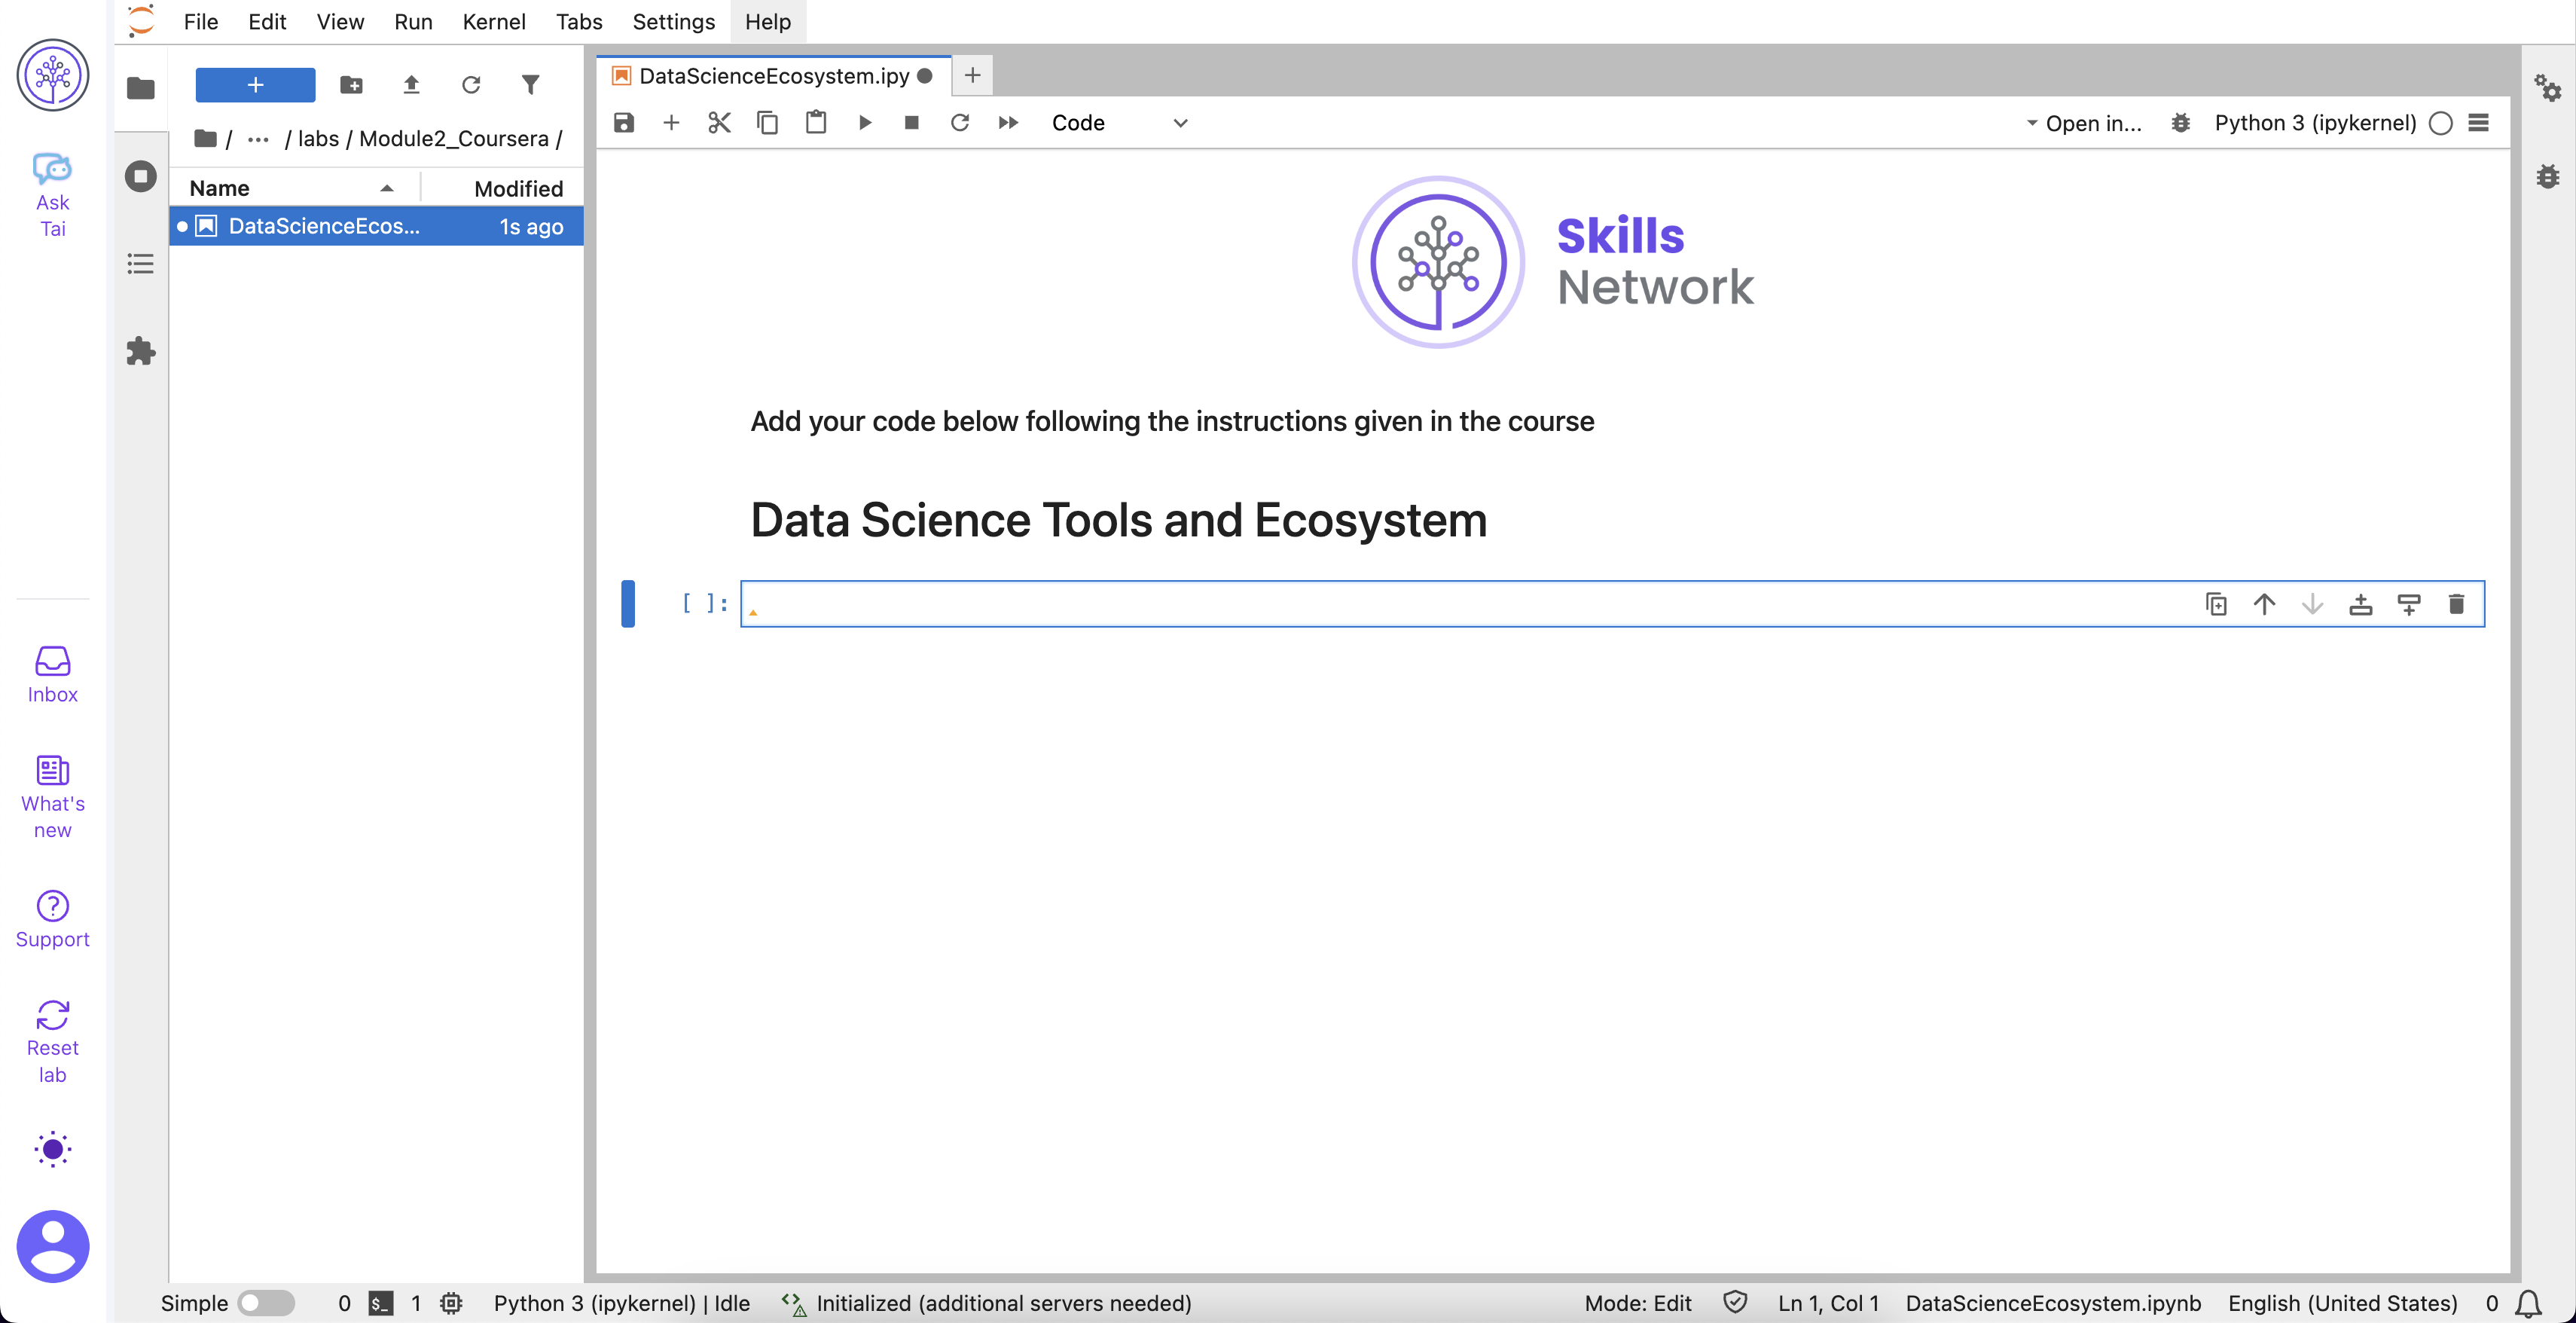 File Edit View Run Kernel Tabs Settings Help
Ask
Tai
Inbox
What's
new
Support
Reset
lab
/ ··· / labs / Module2_Coursera /
Name Modified
DataScienceEcos... 1s ago
DataScienceEcosystem.ipy
Code
Open in...
Python 3 (ipykernel)
Skills
Network
Add your code below following the instructions given in the course
Data Science Tools and Ecosystem
[ ]:
Simple 0 $_ 1 Python 3 (ipykernel) | Idle Initialized (additional servers needed) Mode: Edit Ln 1, Col 1 DataScienceEcosystem.ipynb English (United States) 0